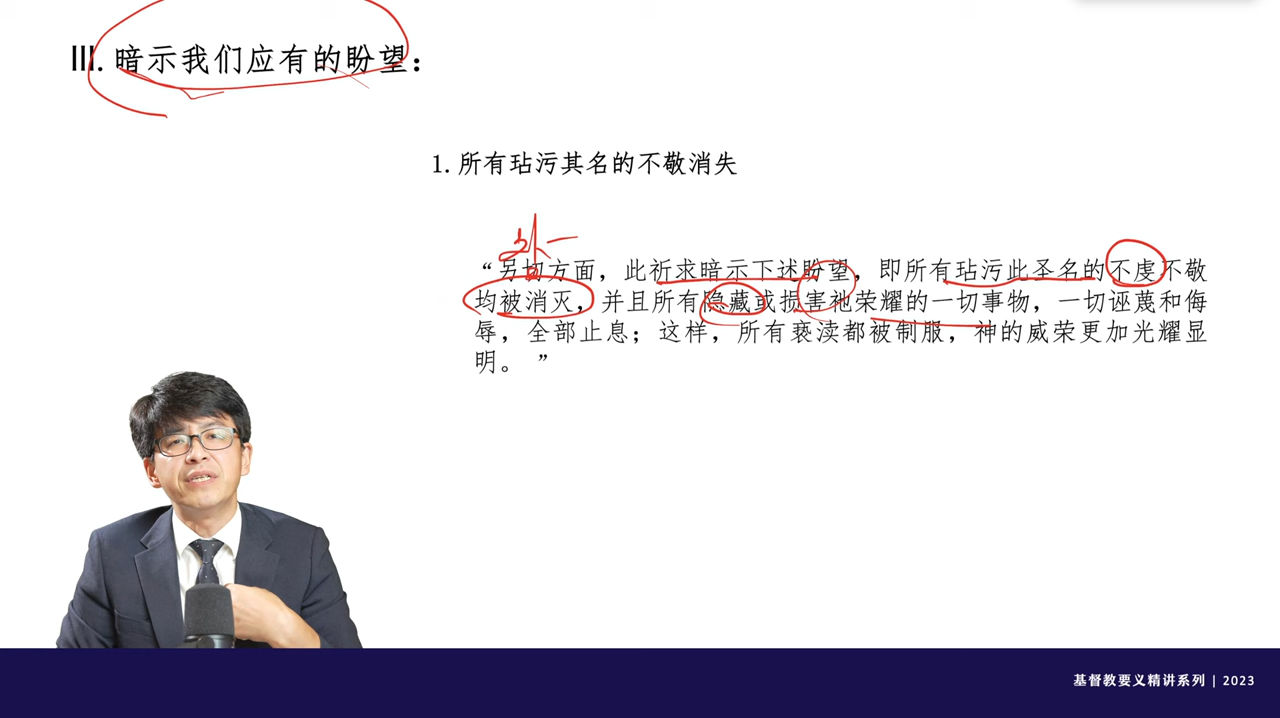 III. 暗示我们应有的盼望：
1. 所有玷污其名的不敬消失
“另切方面，此祈求暗示下述盼望，即所有玷污此圣名的不虔不敬
均被消灭，并且所有隐藏或损害祂荣耀的一切事物，一切诬蔑和侮
辱，全部止息；这样，所有亵渎都被制服，神的威荣更加光耀显
明。”
基督教要义精讲系列 | 2023